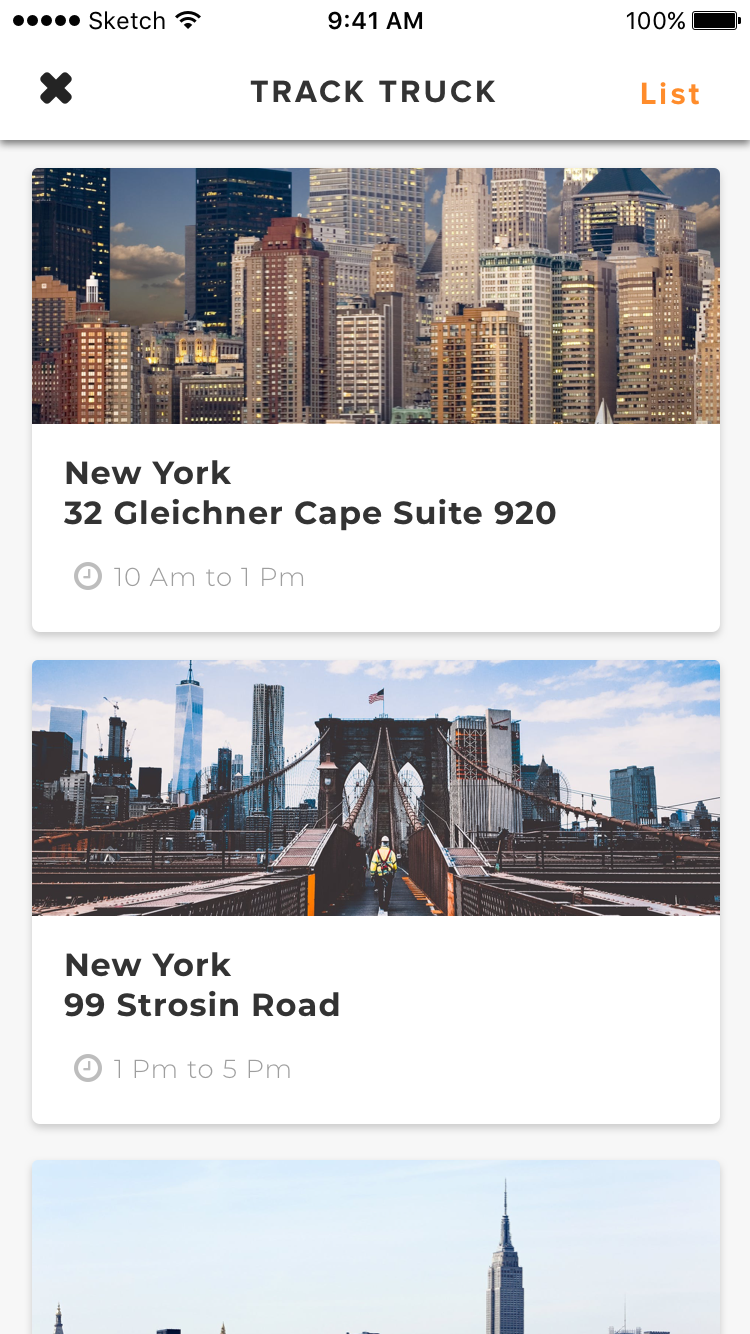 Sketch 9:41 AM 100%
TRACK TRUCK List
New York
32 Gleichner Cape Suite 920
10 Am to 1 Pm
New York
99 Strosin Road
1 Pm to 5 Pm